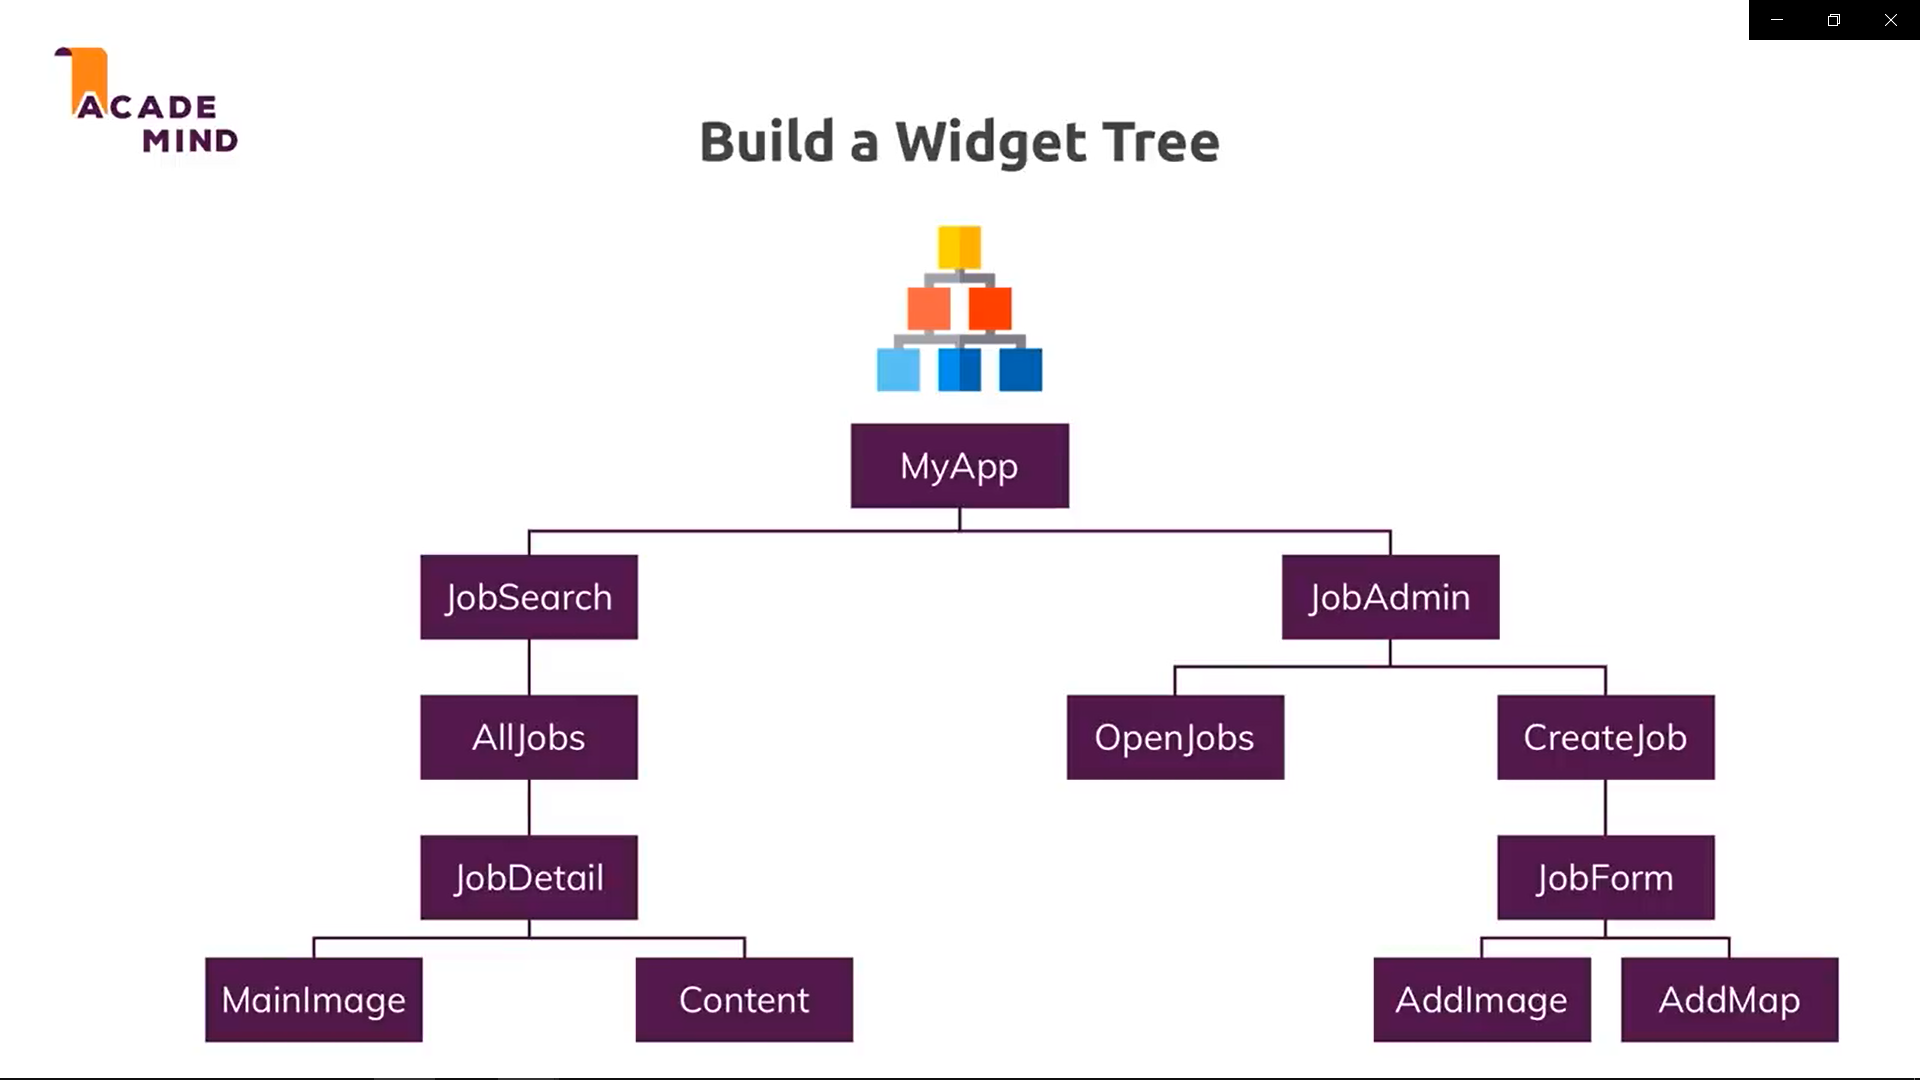 ACADE
MIND
Build a Widget Tree
MyApp
JobSearch
JobAdmin
AllJobs
OpenJobs
CreateJob
JobDetail
JobForm
MainImage
Content
AddImage
AddMap